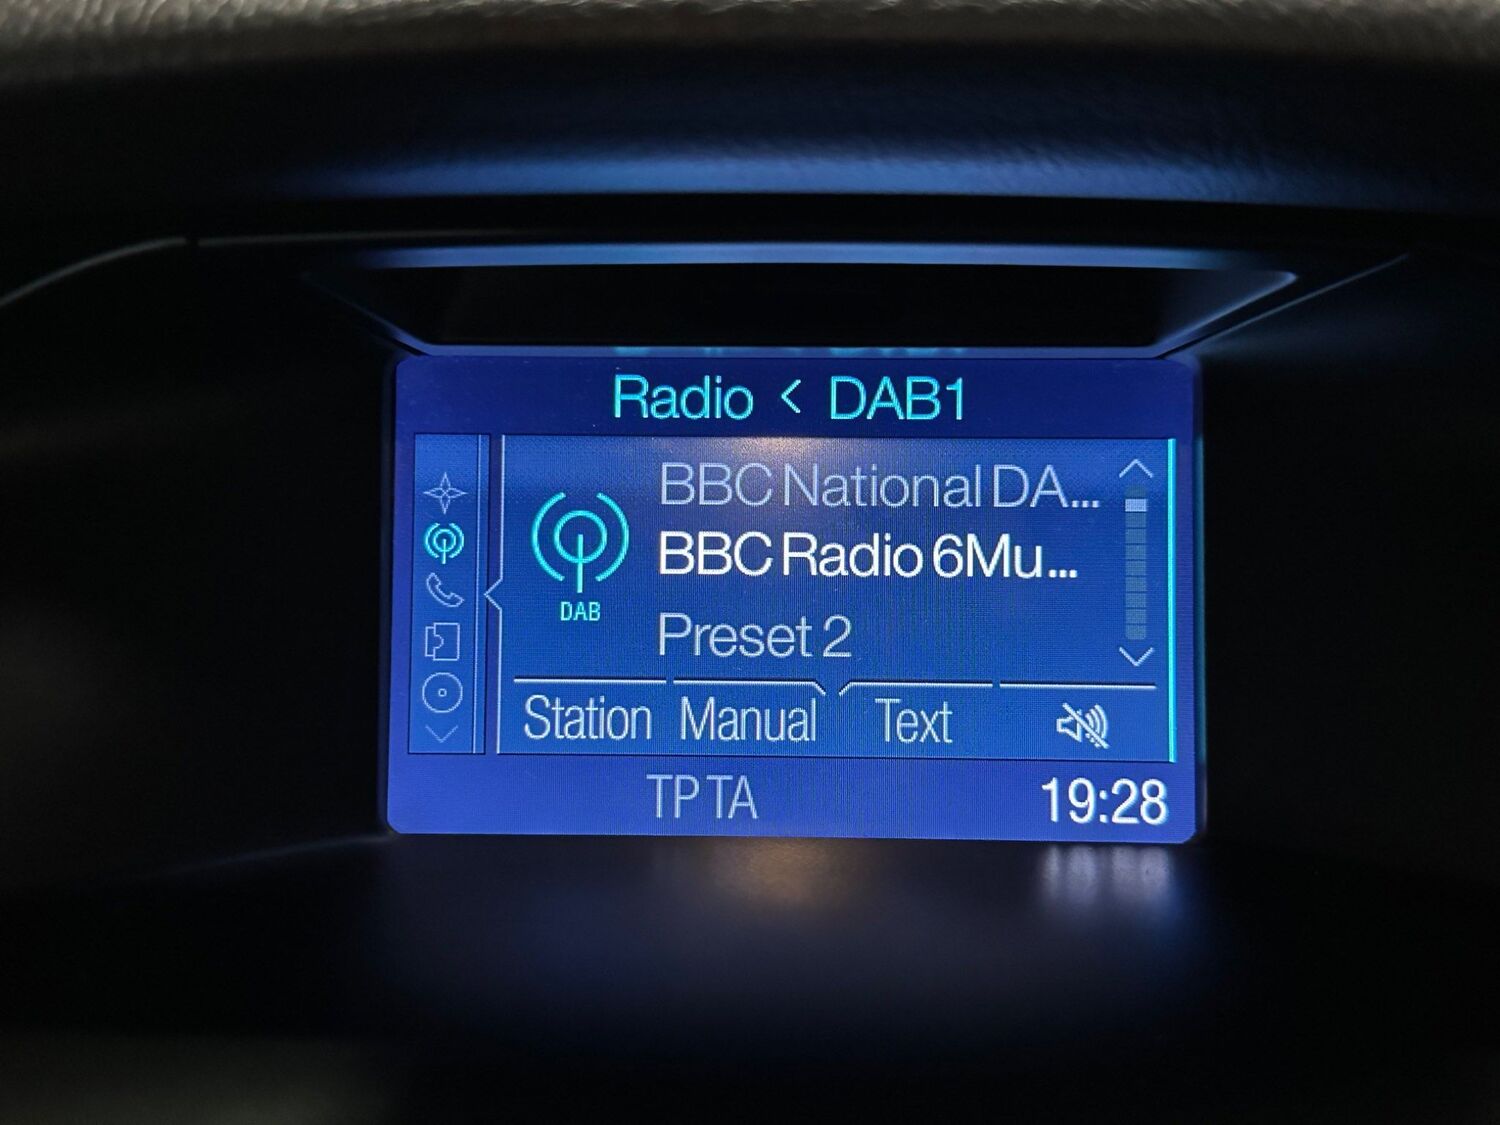 Radio < DAB1
BBC National DA...
BBC Radio 6Mu...
DAB
Preset 2
Station Manual Text
TP TA 19:28